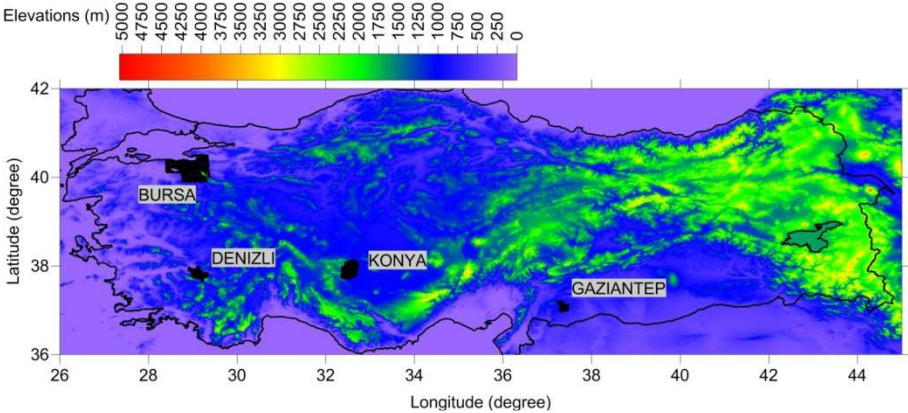 Elevations (m)
5000 4750 4500 4250 4000 3750 3500 3250 3000 2750 2500 2250 2000 1750 1500 1250 1000 750 500 250 0
42
40
38
36
Latitude (degree)
BURSA
DENIZLI
KONYA
GAZIANTEP
26 28 30 32 34 36 38 40 42 44
Longitude (degree)